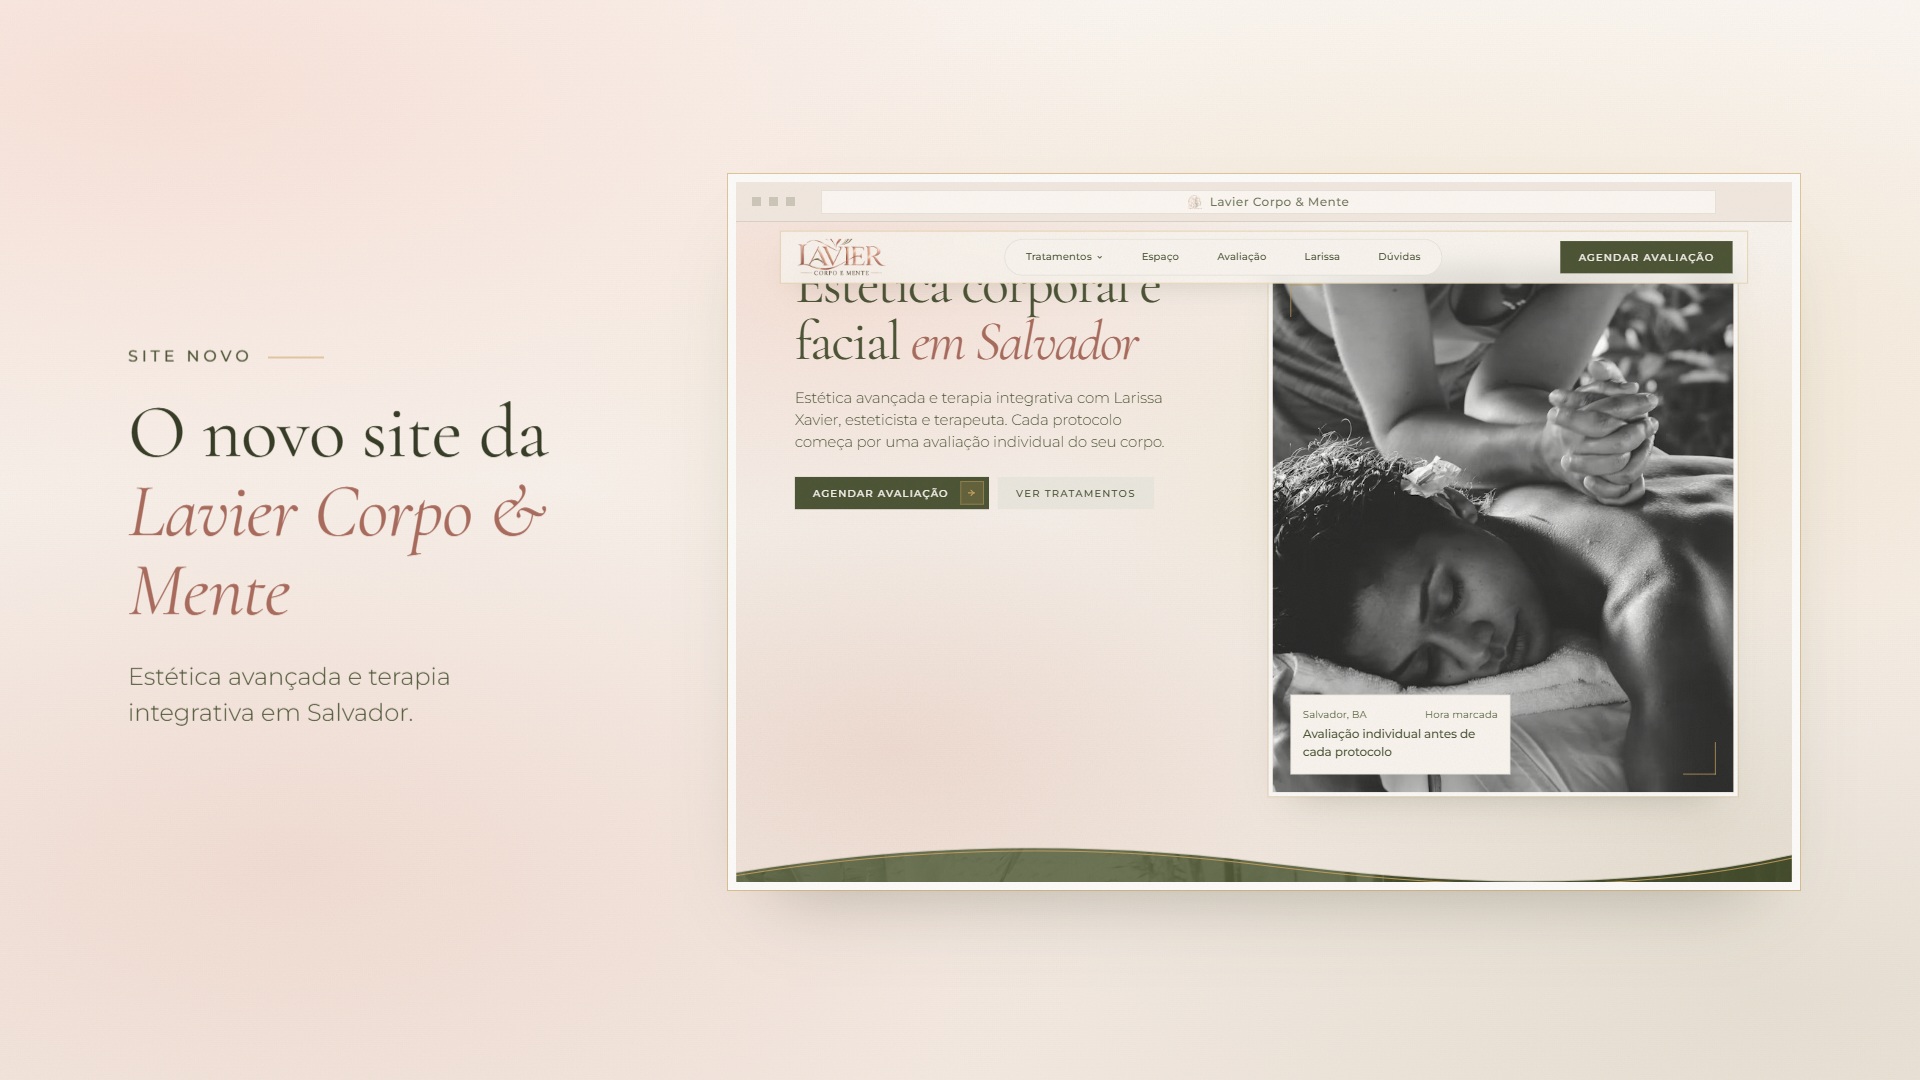 SITE NOVO
O novo site da
Lavier Corpo &
Mente
Estética avançada e terapia
integrativa em Salvador.
Lavier Corpo & Mente
LAVIER
CORPO E MENTE
Tratamentos
Espaço
Avaliação
Larissa
Dúvidas
AGENDAR AVALIAÇÃO
Estética corporal e
facial em Salvador
Estética avançada e terapia integrativa com Larissa
Xavier, esteticista e terapeuta. Cada protocolo
começa por uma avaliação individual do seu corpo.
AGENDAR AVALIAÇÃO
VER TRATAMENTOS
Salvador, BA
Hora marcada
Avaliação individual antes de
cada protocolo